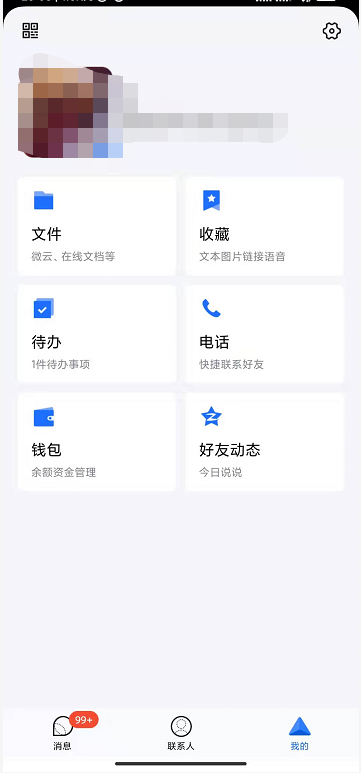 文件
微云、在线文档等
收藏
文本图片链接语音
待办
1件待办事项
电话
快捷联系好友
钱包
余额资金管理
好友动态
今日说说
99+
消息
联系人
我的